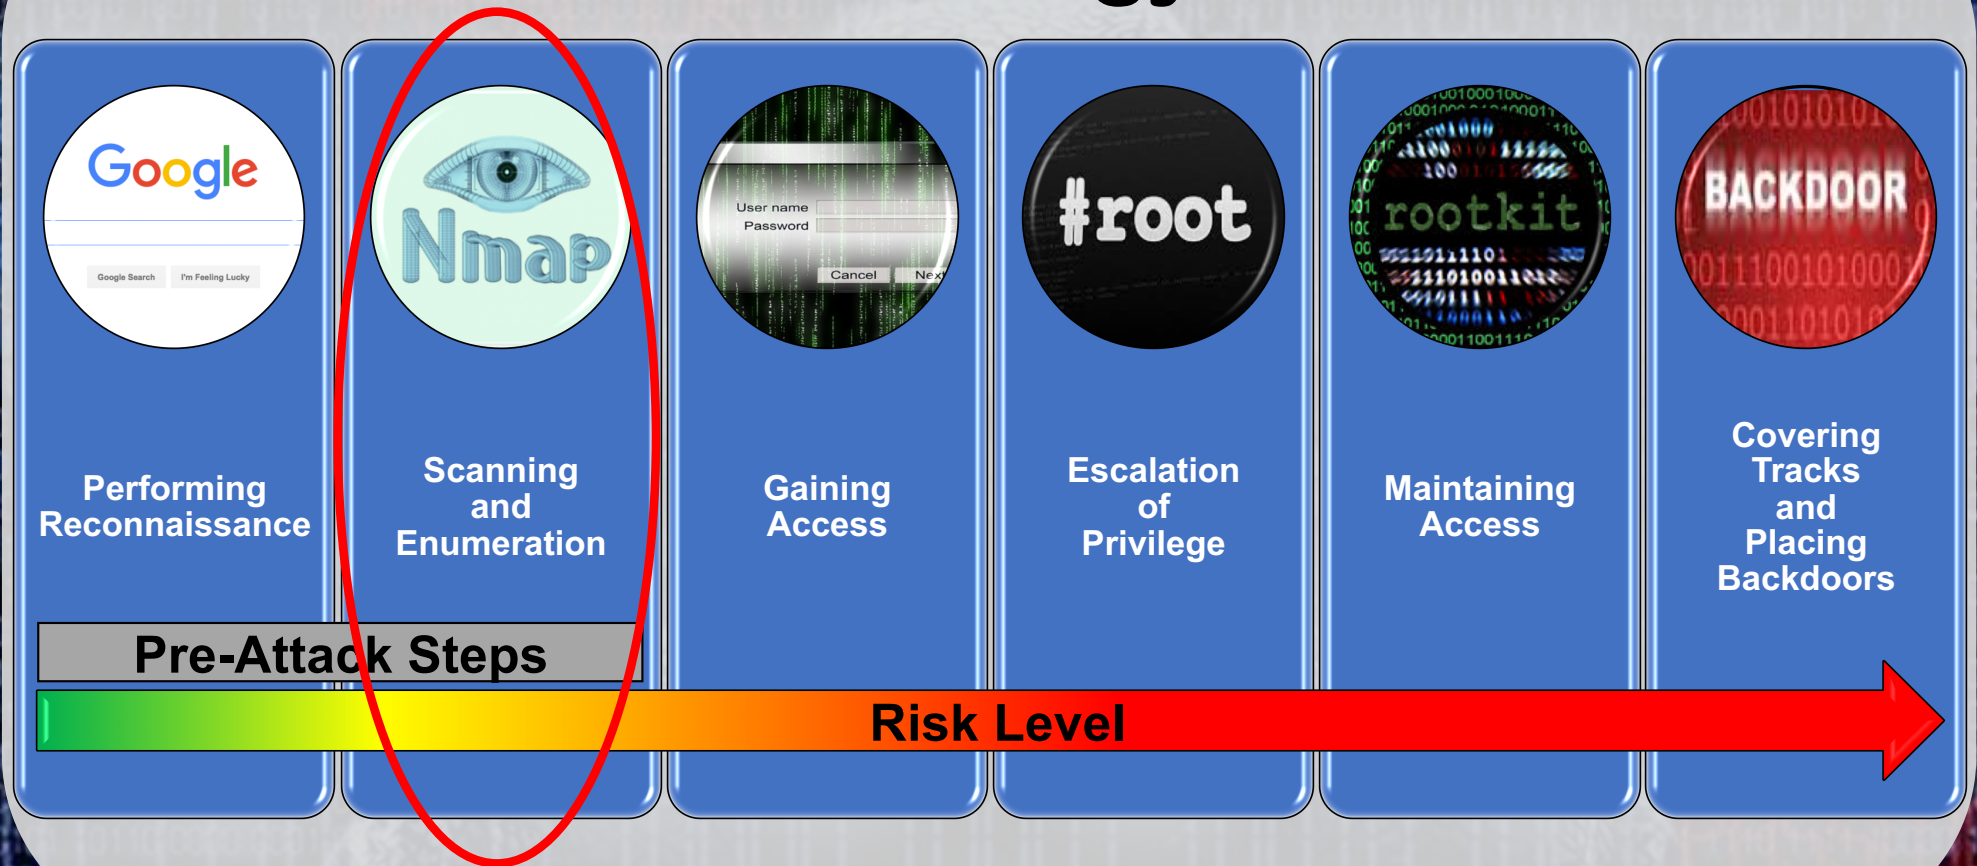 Google
Google Search
I'm Feeling Lucky
Performing
Reconnaissance
Nmap
Scanning
and
Enumeration
User name
Password
Cancel
Next
Gaining
Access
#root
Escalation
of
Privilege
rootkit
Maintaining
Access
BACKDOOR
Covering
Tracks
and
Placing
Backdoors
Pre-Attack Steps
Risk Level